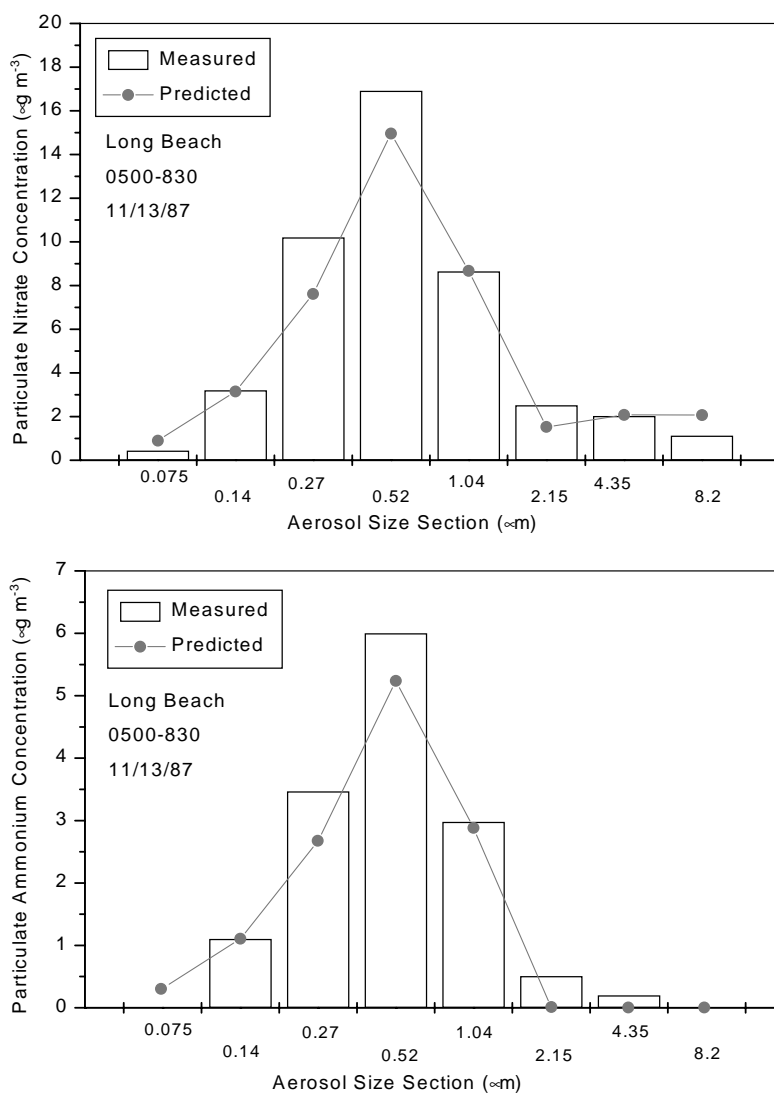 20
18
16
14
12
10
8
6
4
2
0
Particulate Nitrate Concentration (∝g m⁻³)
Measured
Predicted
Long Beach
0500-830
11/13/87
0.075 0.14 0.27 0.52 1.04 2.15 4.35 8.2
Aerosol Size Section (∝m)
7
6
5
4
3
2
1
0
Particulate Ammonium Concentration (∝g m⁻³)
Measured
Predicted
Long Beach
0500-830
11/13/87
0.075 0.14 0.27 0.52 1.04 2.15 4.35 8.2
Aerosol Size Section (∝m)